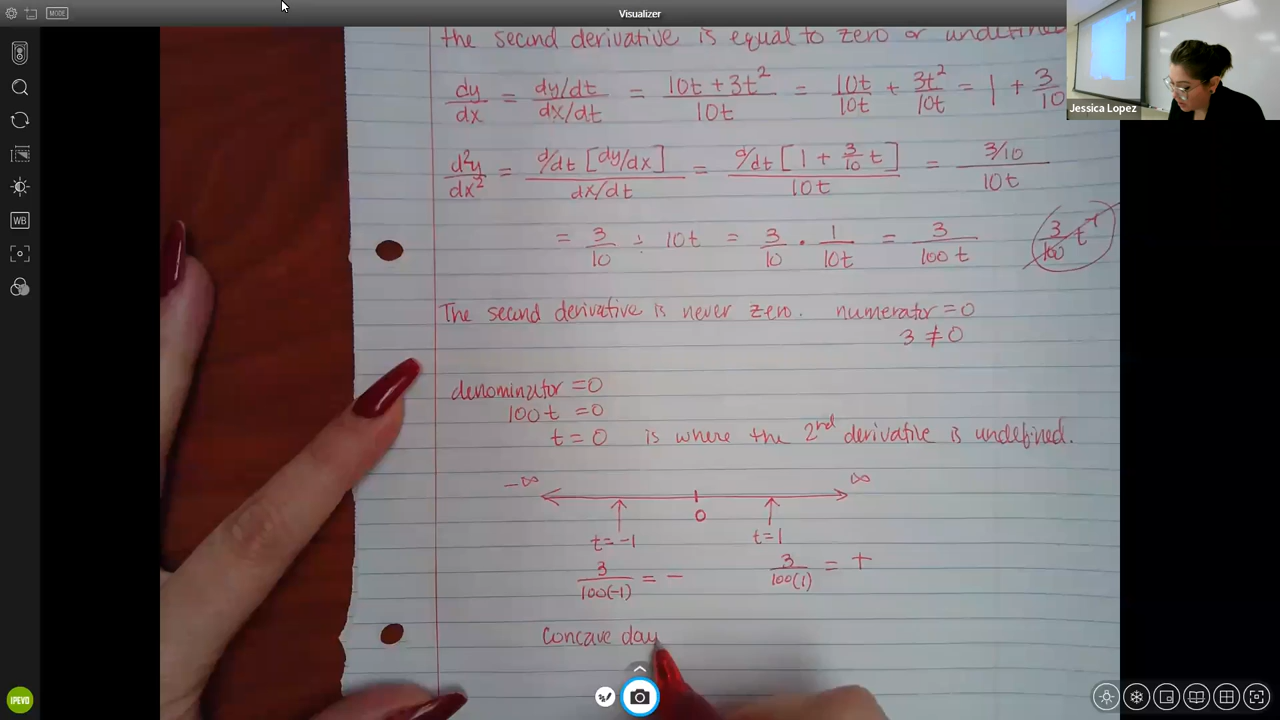 MODE
Visualizer
Jessica Lopez
the second derivative is equal to zero or undefined
dy/dx = (dy/dt)/(dx/dt) = (10t + 3t²)/10t = 10t/10t + 3t²/10t = 1 + 3/10
d²y/dx² = (d/dt [dy/dx])/(dx/dt) = (d/dt [1 + 3/10 t])/10t = (3/10)/10t
= 3/10 ÷ 10t = 3/10 · 1/10t = 3/100t
The second derivative is never zero. numerator = 0
3 ≠ 0
denominator = 0
100t = 0
t = 0 is where the 2nd derivative is undefined.
-∞ ∞
0
t = -1 t = 1
3/100(-1) = - 3/100(1) = +
Concave
WB
IPEVO